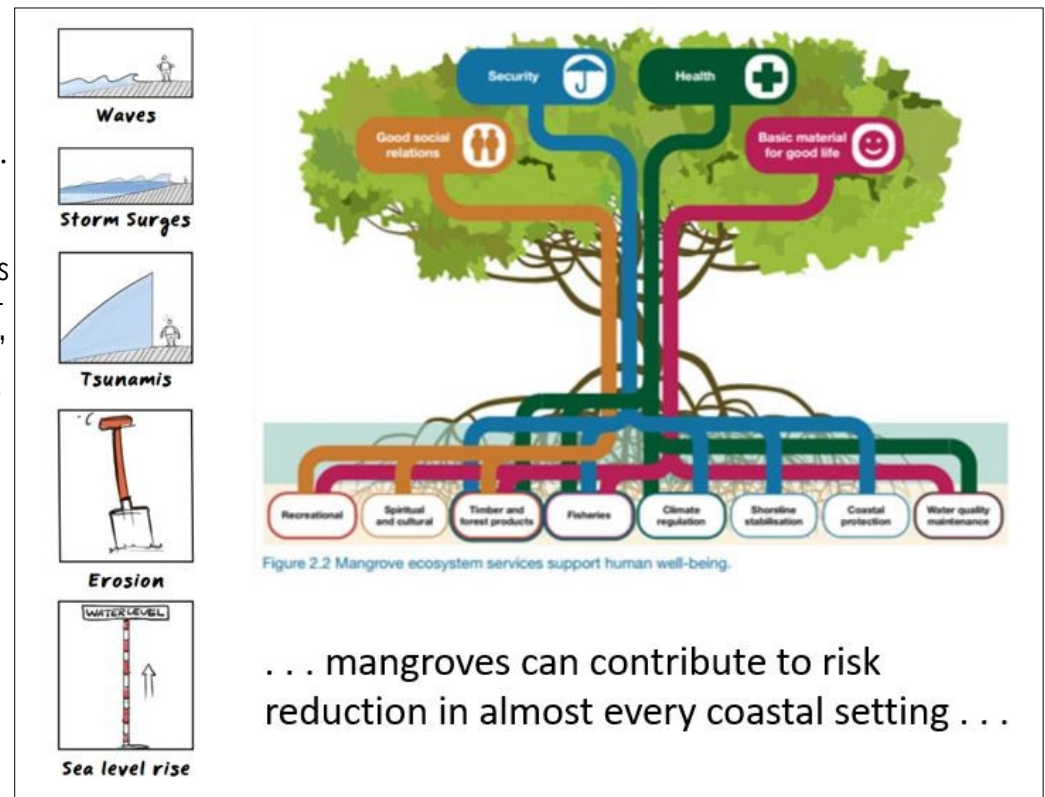 Waves
Storm Surges
Tsunamis
Erosion
WATERLEVEL
Sea level rise
Security
Health
Good social
relations
Basic material
for good life
Recreational
Spiritual
and cultural
Timber and
forest products
Fisheries
Climate
regulation
Shoreline
stabilisation
Coastal
protection
Water quality
maintenance
Figure 2.2 Mangrove ecosystem services support human well-being.
. . . mangroves can contribute to risk
reduction in almost every coastal setting . . .